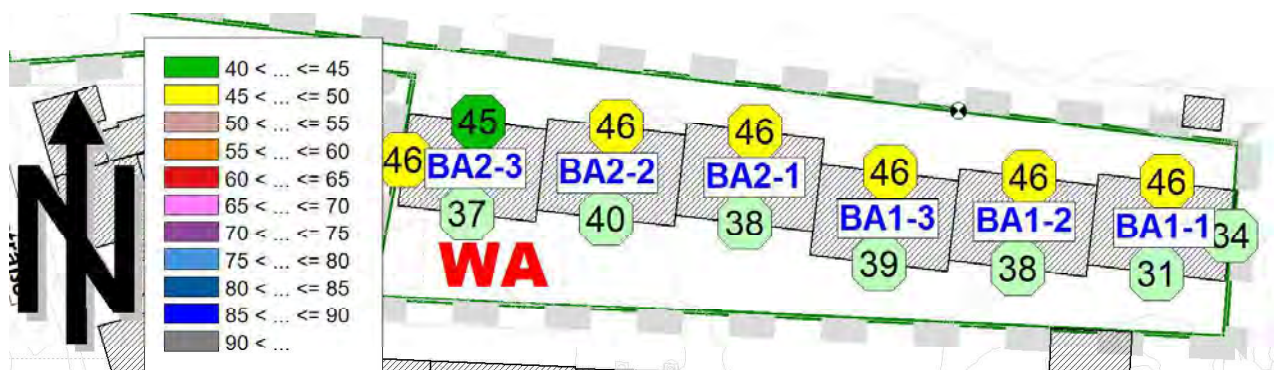 40 < ... <= 45
45 < ... <= 50
50 < ... <= 55
55 < ... <= 60
60 < ... <= 65
65 < ... <= 70
70 < ... <= 75
75 < ... <= 80
80 < ... <= 85
85 < ... <= 90
90 < ...
N
45
46
46
46
46
46
46
BA2-3
BA2-2
BA2-1
BA1-3
BA1-2
BA1-1
34
37
40
38
39
38
31
WA